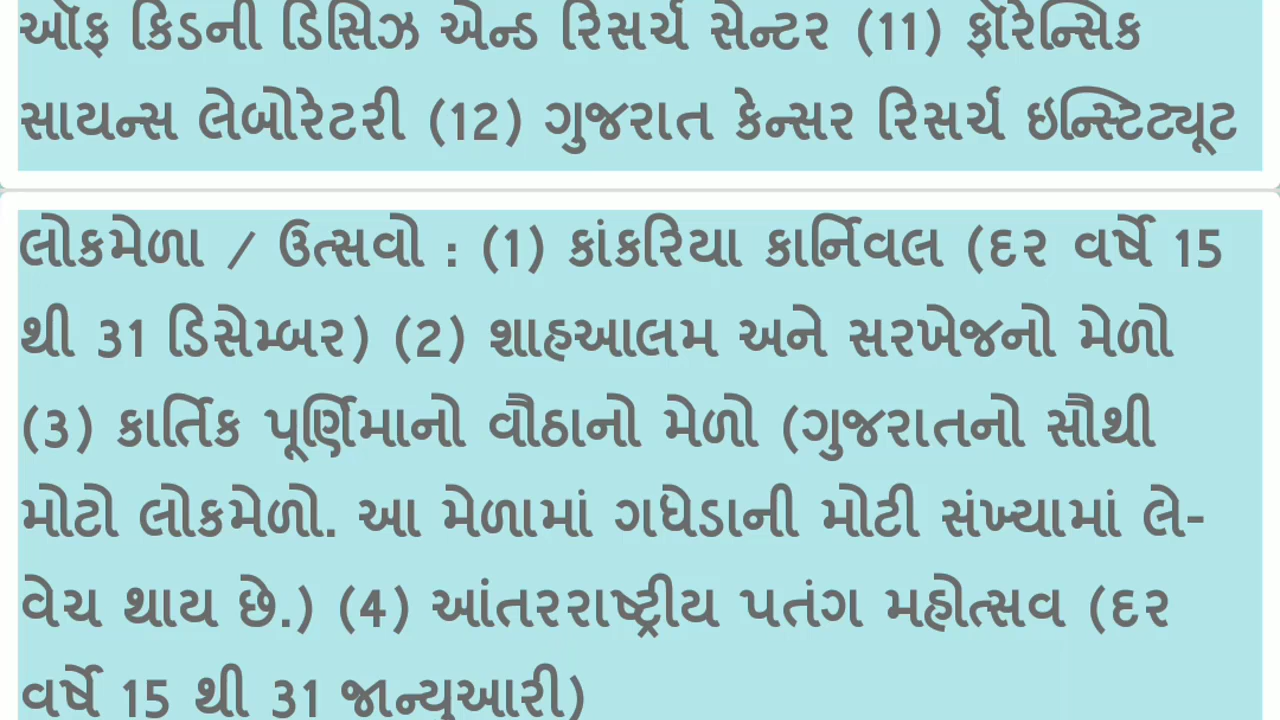 ઑફ કિડની ડિસિઝ એન્ડ રિસર્ચ સેન્ટર (11) ફૉરેન્સિક
સાયન્સ લેબોરેટરી (12) ગુજરાત કેન્સર રિસર્ચ ઇન્સ્ટિટ્યૂટ
લોકમેળા / ઉત્સવો : (1) કાંકરિયા કાર્નિવલ (દર વર્ષે 15
થી 31 ડિસેમ્બર) (2) શાહઆલમ અને સરખેજનો મેળો
(3) કાર્તિક પૂર્ણિમાનો વૌઠાનો મેળો (ગુજરાતનો સૌથી
મોટો લોકમેળો. આ મેળામાં ગધેડાની મોટી સંખ્યામાં લે-
વેચ થાય છે.) (4) આંતરરાષ્ટ્રીય પતંગ મહોત્સવ (દર
વર્ષે 15 થી 31 જાન્યુઆરી)